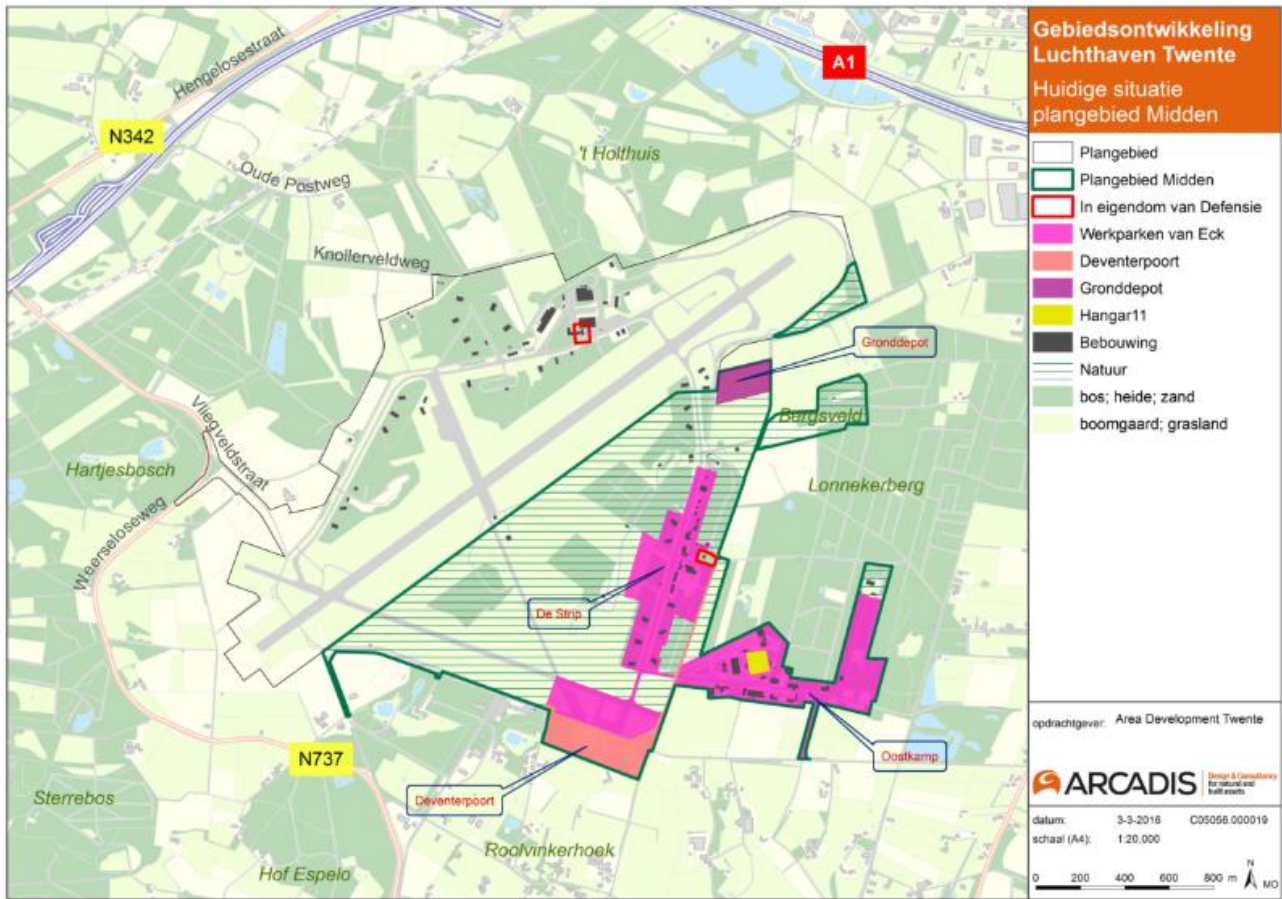 Gebiedsontwikkeling
Luchthaven Twente
Huidige situatie
plangebied Midden
Plangebied
Plangebied Midden
In eigendom van Defensie
Werkparken van Eck
Deventerpoort
Gronddepot
Hangar11
Bebouwing
Natuur
bos; heide; zand
boomgaard; grasland
A1
Hengelosestraat
N342
't Holthuis
Oude Postweg
Knollerveldweg
Gronddepot
Bergsveld
Vliegveldstraat
Hartjesbosch
Lonnekerberg
Weerseloseweg
De Strip
N737
Oostkamp
Deventerpoort
Sterrebos
Roolvinkerhoek
Hof Espelo
opdrachtgever: Area Development Twente
ARCADIS
Design & Consultancy
for natural and
built assets
datum: 3-3-2016 C05056.000019
schaal (A4): 1:20.000
0 200 400 600 800 m
N
MO